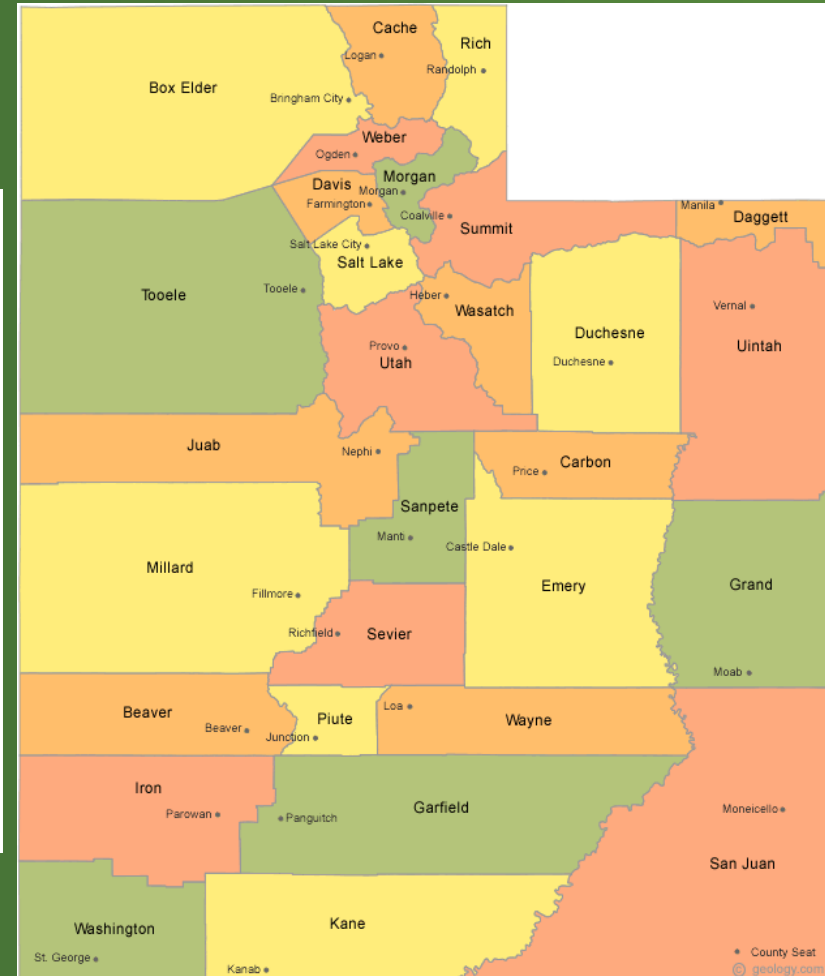 Cache
Rich
Logan
Randolph
Box Elder
Bringham City
Weber
Ogden
Morgan
Davis
Morgan
Farmington
Manila
Daggett
Coalville
Summit
Salt Lake City
Salt Lake
Tooele
Tooele
Heber
Wasatch
Vernal
Duchesne
Uintah
Provo
Utah
Duchesne
Juab
Nephi
Carbon
Price
Sanpete
Manti
Castle Dale
Millard
Emery
Grand
Fillmore
Richfield
Sevier
Moab
Beaver
Beaver
Piute
Junction
Loa
Wayne
Iron
Parowan
Garfield
Panguitch
Moneicello
San Juan
Washington
Kane
St. George
Kanab
County Seat
© geology.com